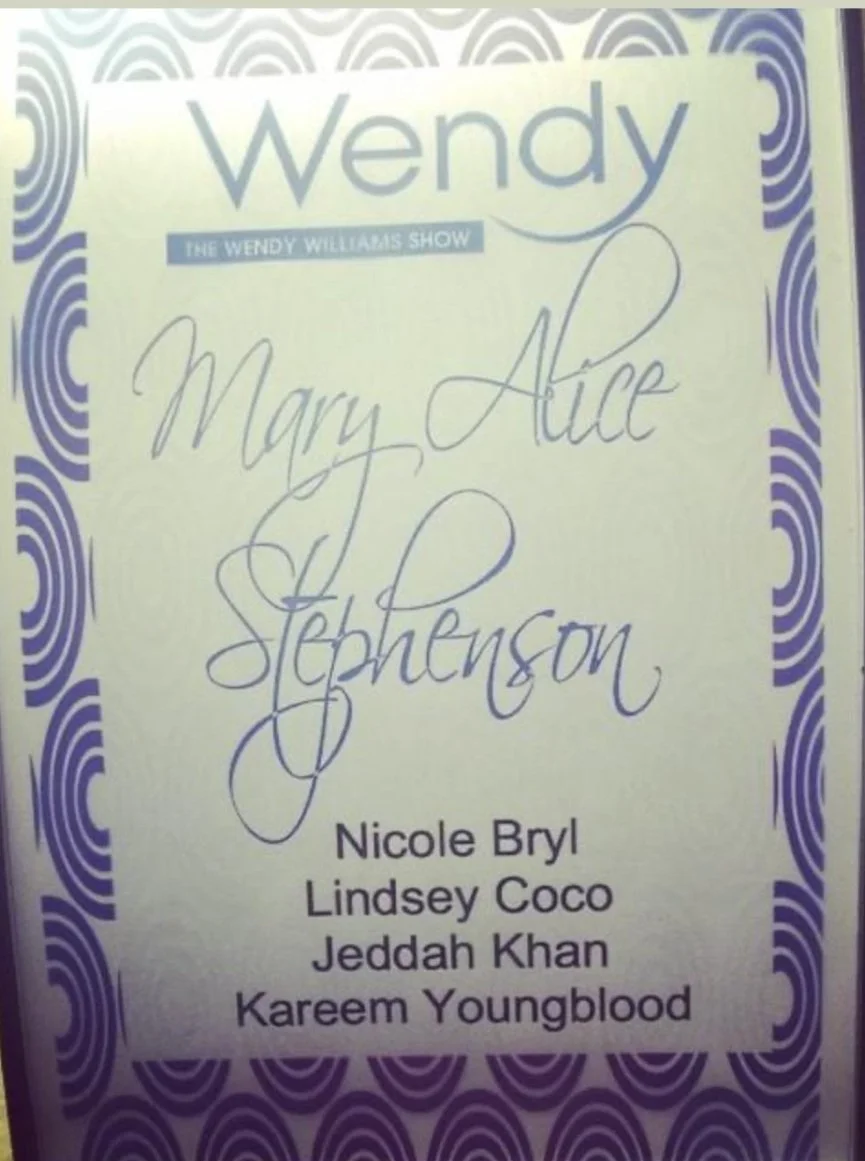 Wendy
THE WENDY WILLIAMS SHOW
Mary Alice
Stephenson
Nicole Bryl
Lindsey Coco
Jeddah Khan
Kareem Youngblood